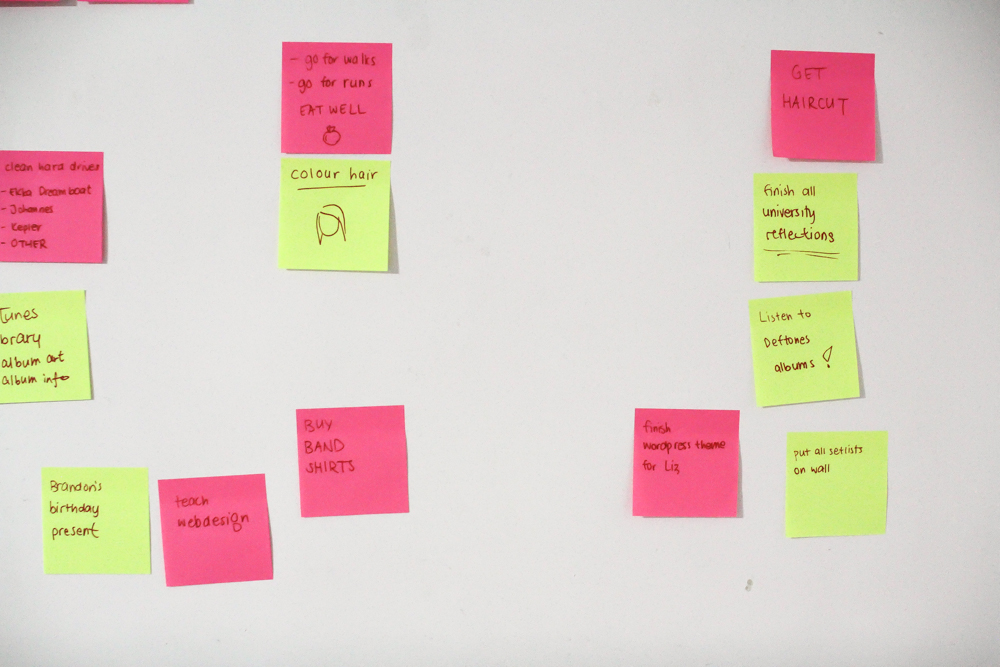 - go for walks
- go for runs
EAT WELL
GET
HAIRCUT
clean hard drives
- Ekka Dreamboat
- Johannes
- Kepler
- OTHER
colour hair
finish all
university
reflections
Tunes
brary
album art
album info
Listen to
Deftones
albums!
BUY
BAND
SHIRTS
finish
wordpress theme
for Liz
put all setlists
on wall
Brandon's
birthday
present
teach
webdesign